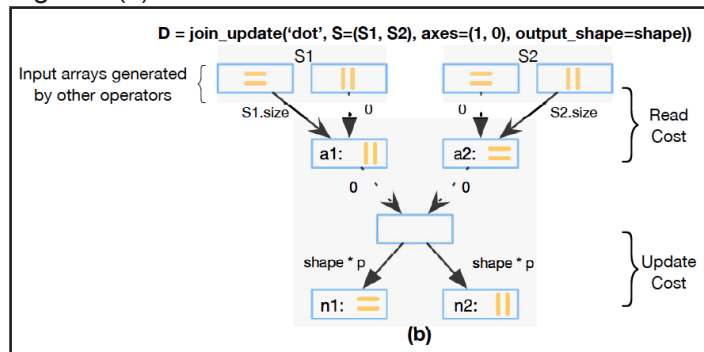 D = join_update(‘dot’, S=(S1, S2), axes=(1, 0), output_shape=shape))
S1 S2
Input arrays generated
by other operators
S1.size 0 0 S2.size
Read
Cost
a1: a2:
0 0
shape * p shape * p
Update
Cost
n1: n2:
(b)